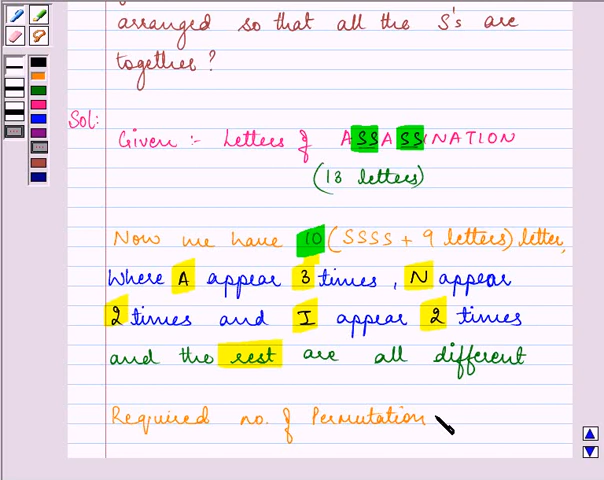 arranged so that all the S's are
together?
Sol:
Given :- Letters of ASSASSINATION
(13 letters)
Now we have 10 (SSSS + 9 letters) letter,
Where A appear 3 times, N appear
2 times and I appear 2 times
and the rest are all different
Required no. of Permutation